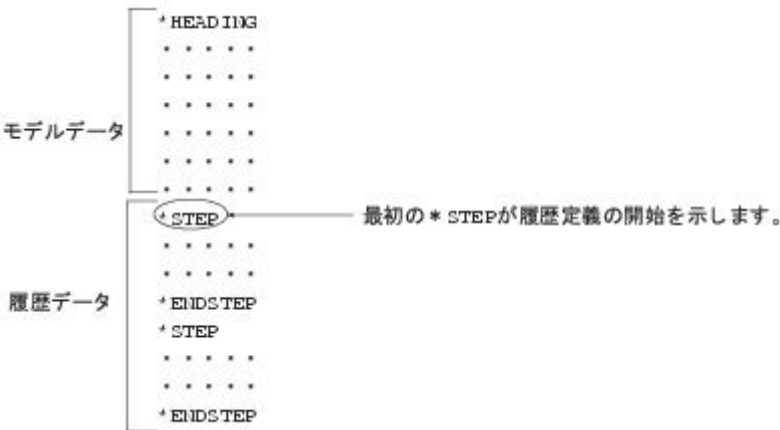 *HEADING
. . . . .
. . . . .
. . . . .
モデルデータ
. . . . .
. . . . .
. . . . .
*STEP 最初の*STEPが履歴定義の開始を示します。
. . . . .
. . . . .
履歴データ
*ENDSTEP
*STEP
. . . . .
. . . . .
*ENDSTEP